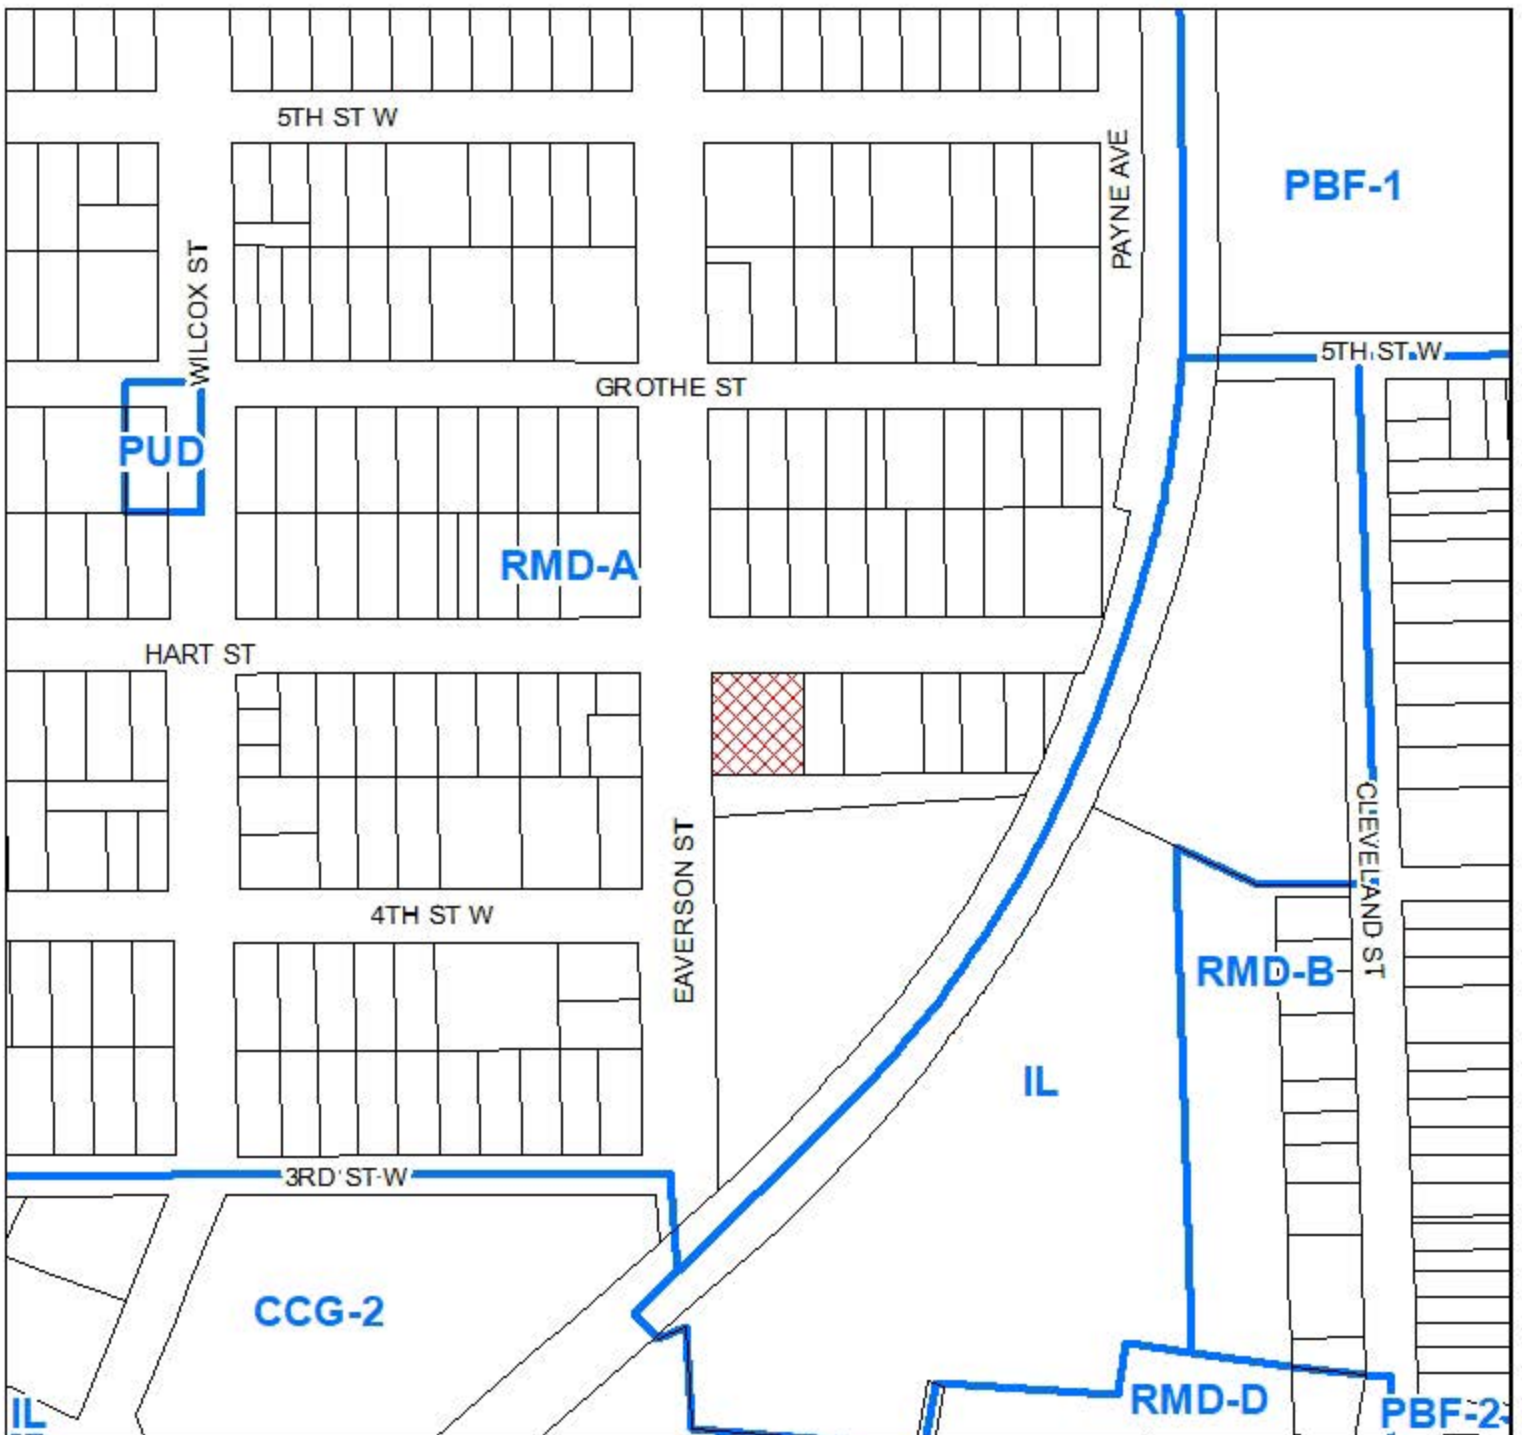 5TH ST W
PAYNE AVE
PBF-1
WILCOX ST
5TH ST W
GROTHE ST
PUD
RMD-A
HART ST
CLEVELAND ST
EAVERSON ST
4TH ST W
RMD-B
IL
3RD ST W
CCG-2
RMD-D
PBF-2
IL